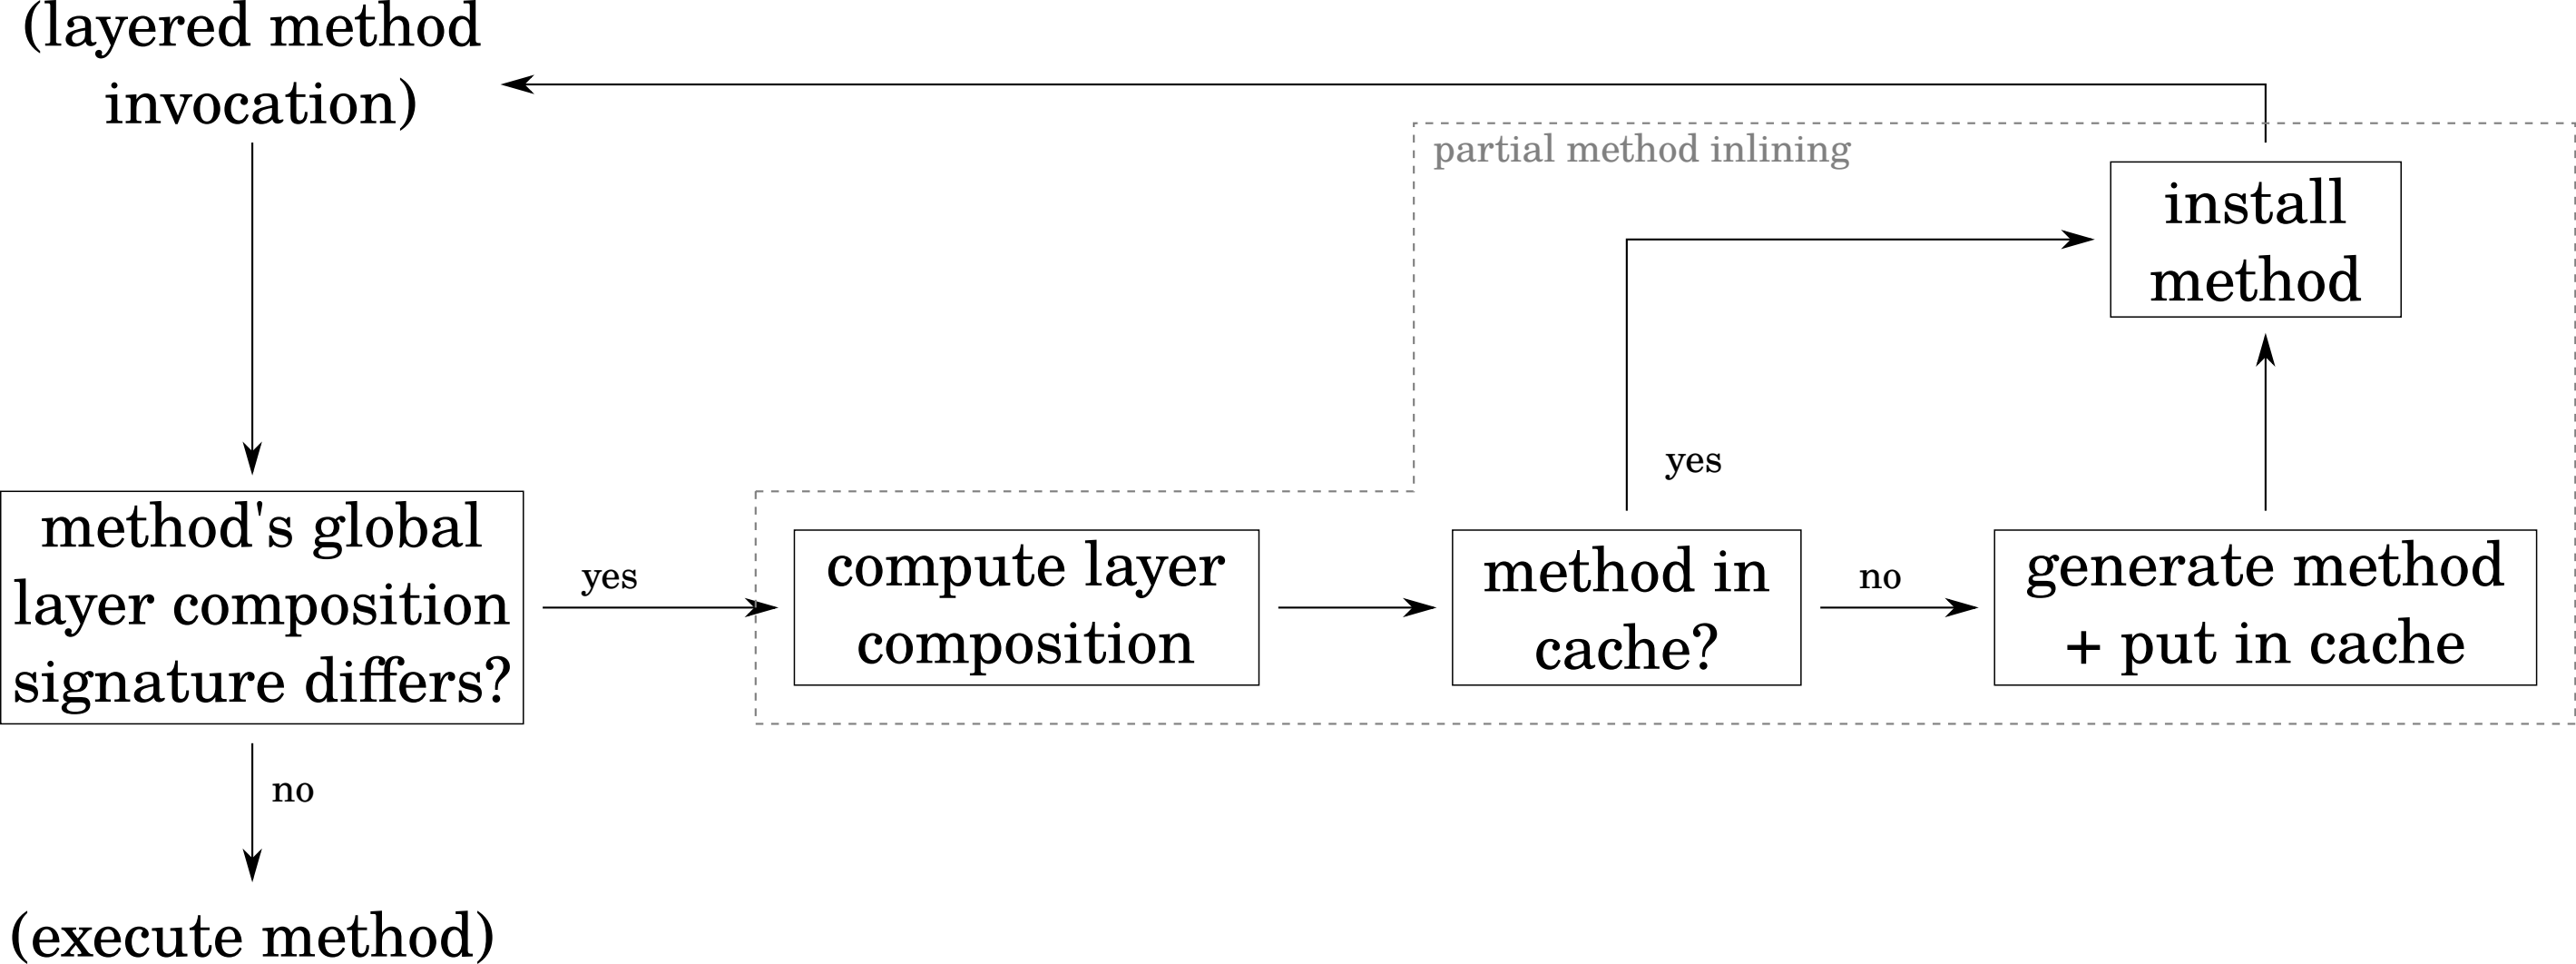 (layered method
invocation)
partial method inlining
install
method
yes
method's global
layer composition
signature differs?
yes
compute layer
composition
method in
cache?
no
generate method
+ put in cache
no
(execute method)